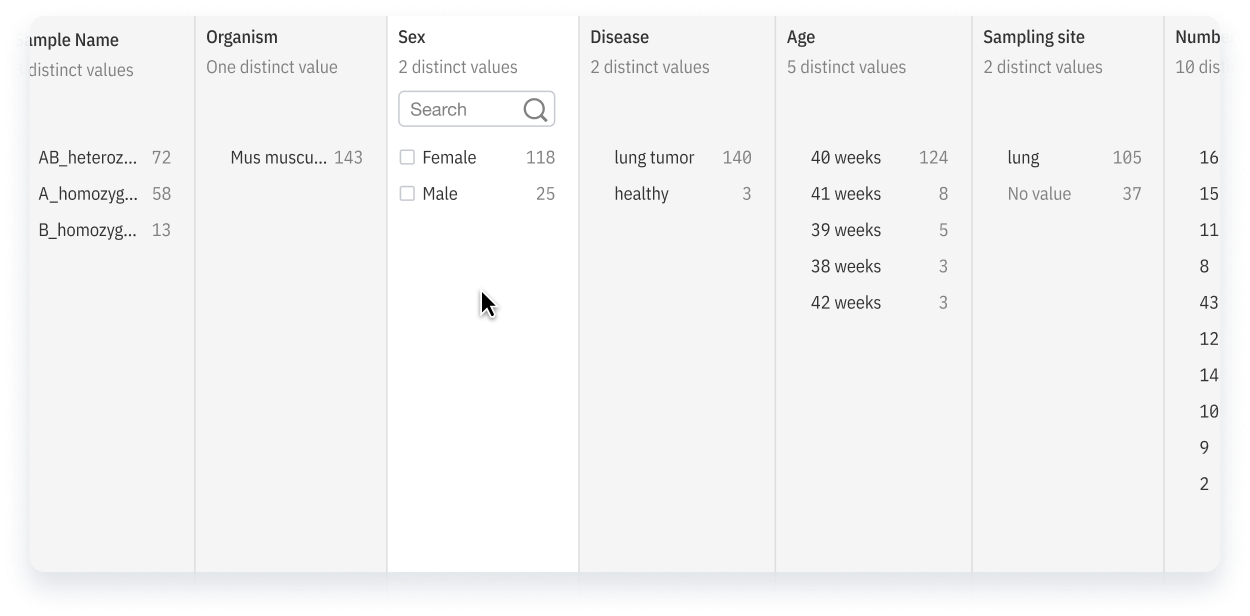 ample Name
distinct values
AB_heteroz... 72
A_homozyg... 58
B_homozyg... 13
Organism
One distinct value
Mus muscu... 143
Sex
2 distinct values
Search
Female 118
Male 25
Disease
2 distinct values
lung tumor 140
healthy 3
Age
5 distinct values
40 weeks 124
41 weeks 8
39 weeks 5
38 weeks 3
42 weeks 3
Sampling site
2 distinct values
lung 105
No value 37
Numb
10 dis
16
15
11
8
43
12
14
10
9
2